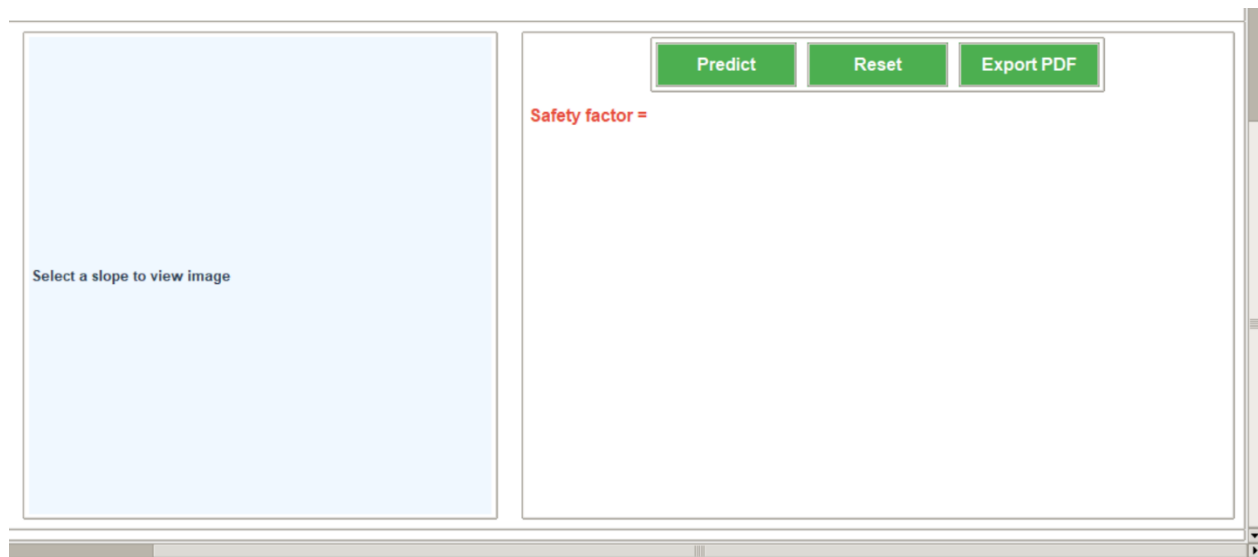 Predict Reset Export PDF
Safety factor =
Select a slope to view image